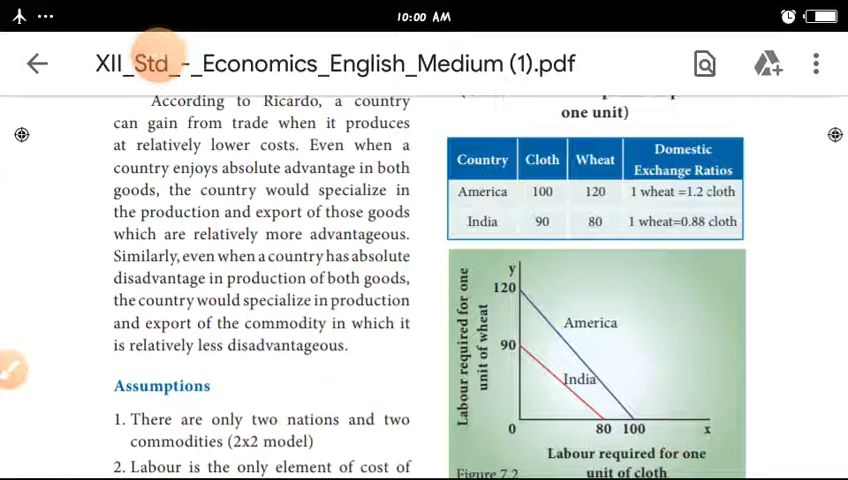 10:00 AM
XII_Std_-_Economics_English_Medium (1).pdf
According to Ricardo, a country
can gain from trade when it produces
at relatively lower costs. Even when a
country enjoys absolute advantage in both
goods, the country would specialize in
the production and export of those goods
which are relatively more advantageous.
Similarly, even when a country has absolute
disadvantage in production of both goods,
the country would specialize in production
and export of the commodity in which it
is relatively less disadvantageous.
Assumptions
1. There are only two nations and two
commodities (2x2 model)
2. Labour is the only element of cost of
one unit)
Country Cloth Wheat Domestic
Exchange Ratios
America 100 120 1 wheat =1.2 cloth
India 90 80 1 wheat=0.88 cloth
Labour required for one
unit of wheat
y
120
America
90
India
0 80 100 x
Labour required for one
unit of cloth
Figure 7.2